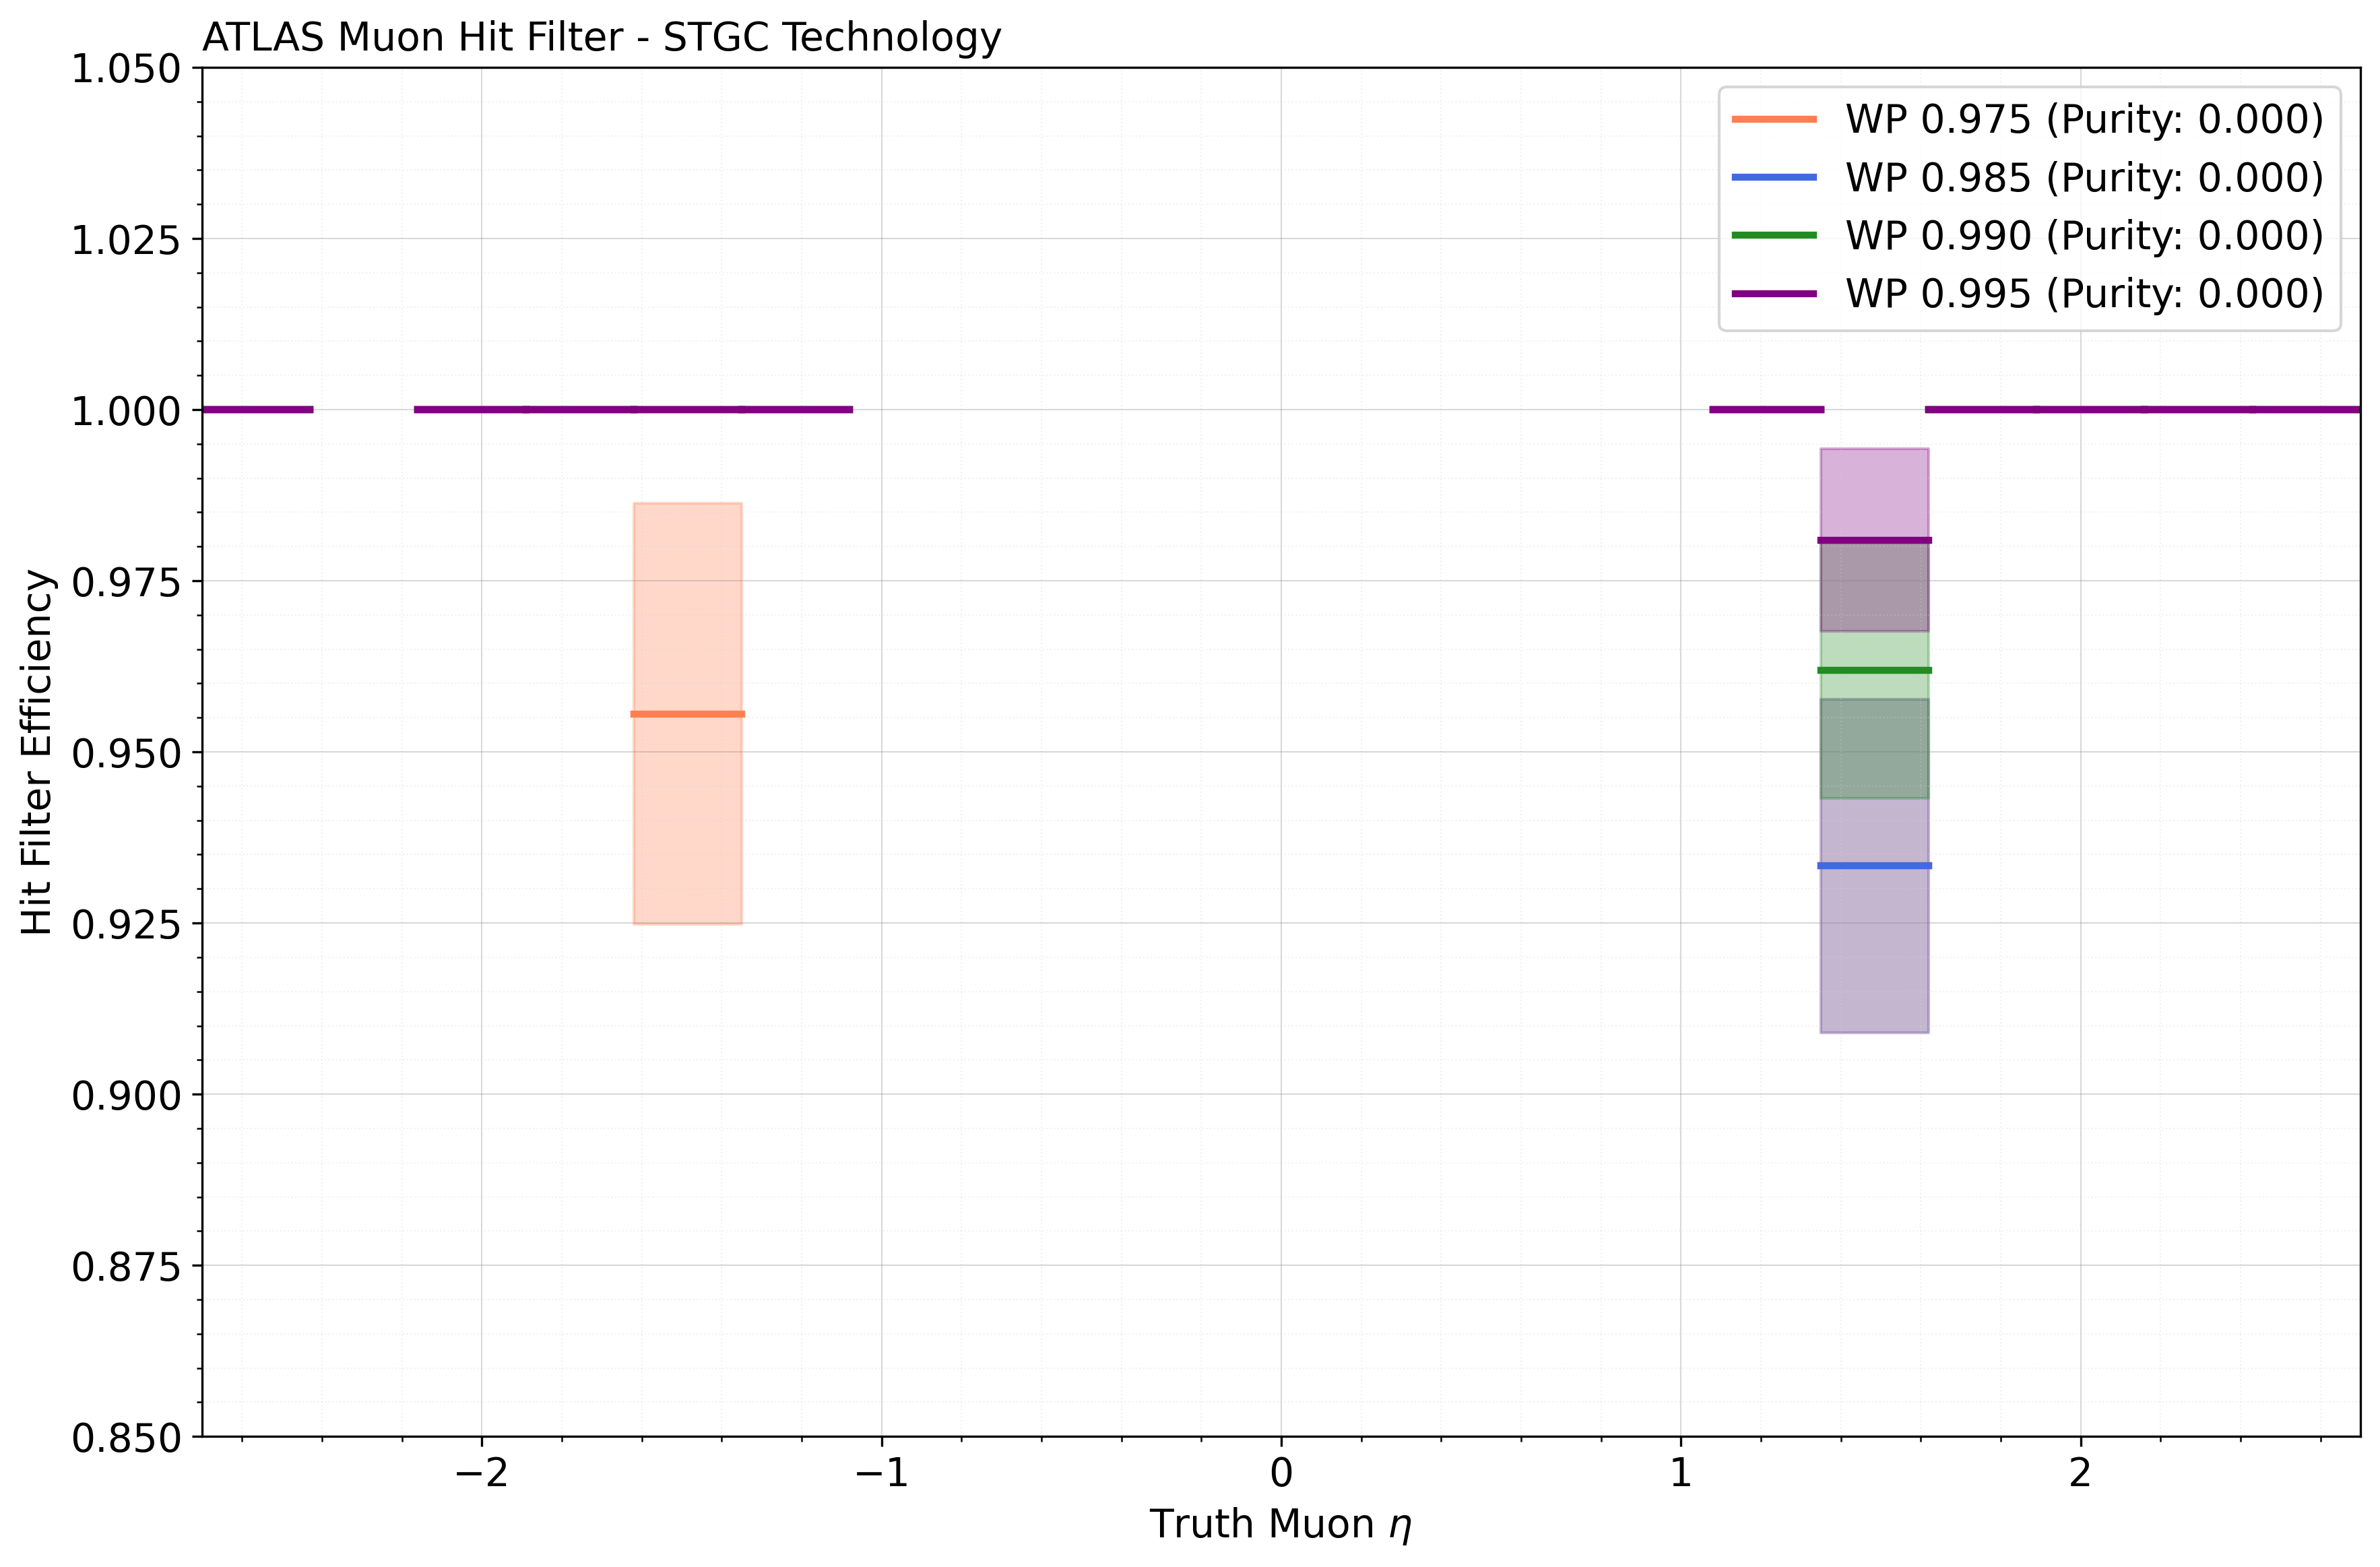 ATLAS Muon Hit Filter - STGC Technology
1.050
1.025
1.000
0.975
0.950
0.925
0.900
0.875
0.850
Hit Filter Efficiency
WP 0.975 (Purity: 0.000)
WP 0.985 (Purity: 0.000)
WP 0.990 (Purity: 0.000)
WP 0.995 (Purity: 0.000)
−2 −1 0 1 2
Truth Muon η